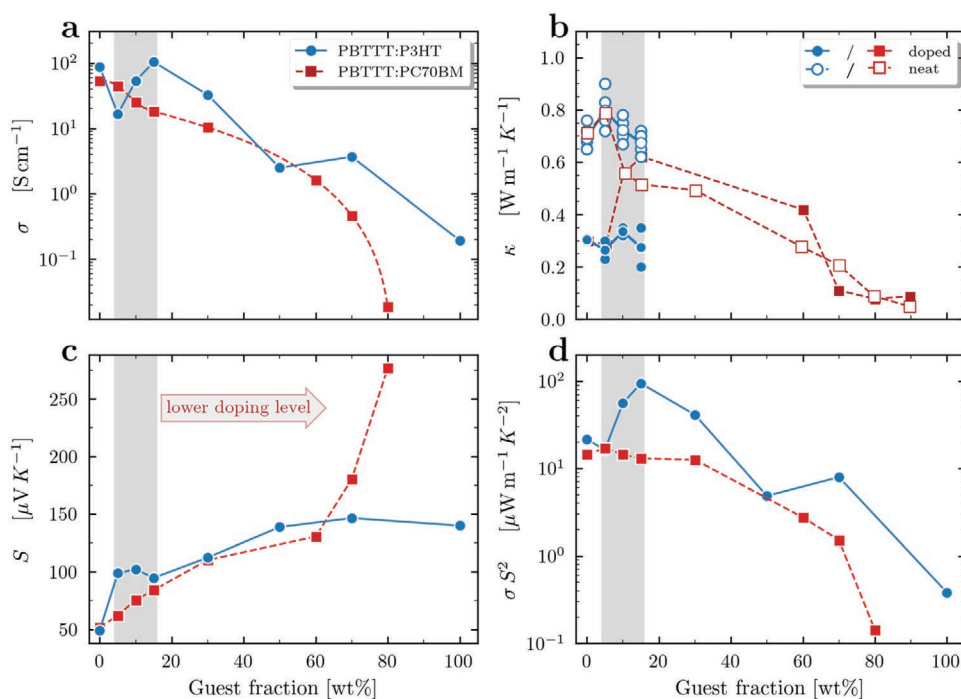 a
PBTTT:P3HT
PBTTT:PC70BM
10²
10¹
10⁰
10⁻¹
σ [S cm⁻¹]
b
/ doped
/ neat
1.0
0.8
0.6
0.4
0.2
0.0
κ [W m⁻¹ K⁻¹]
c
lower doping level
250
200
150
100
50
S [μV K⁻¹]
0 20 40 60 80 100
Guest fraction [wt%]
d
10²
10¹
10⁰
10⁻¹
σ S² [μW m⁻¹ K⁻²]
0 20 40 60 80 100
Guest fraction [wt%]